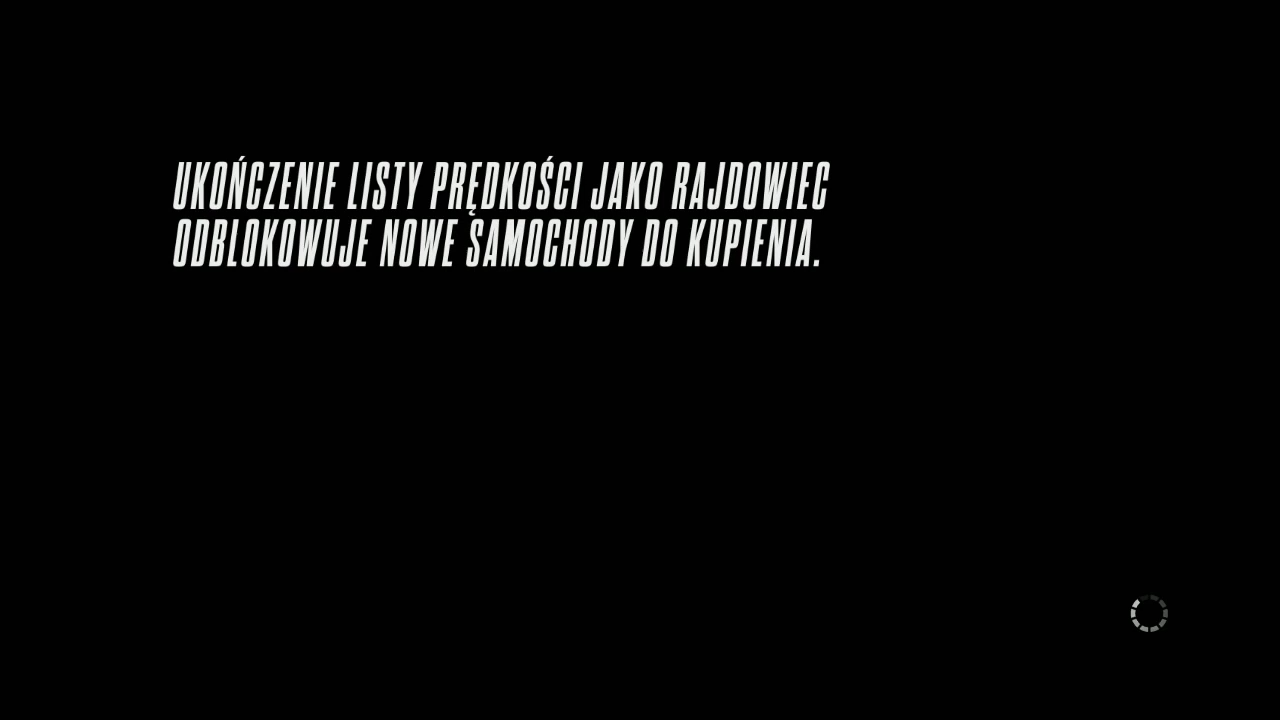 UKOŃCZENIE LISTY PRĘDKOŚCI JAKO RAJDOWIEC
ODBLOKOWUJE NOWE SAMOCHODY DO KUPIENIA.